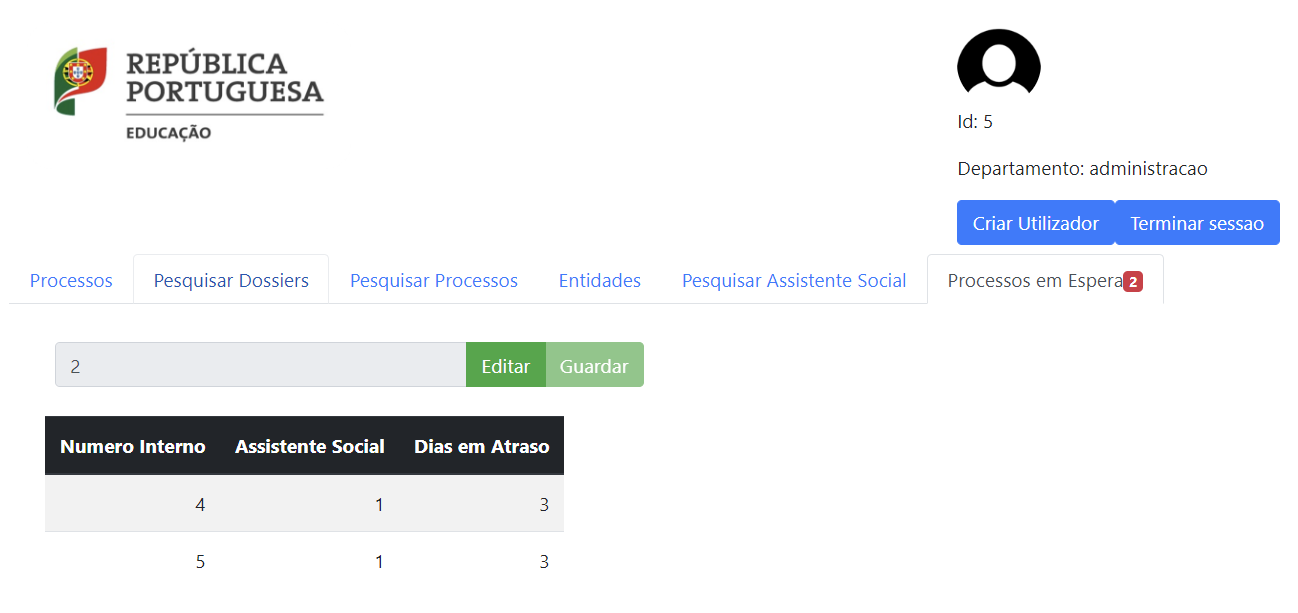 REPÚBLICA
PORTUGUESA
EDUCAÇÃO
Id: 5
Departamento: administracao
Criar Utilizador Terminar sessao
Processos Pesquisar Dossiers Pesquisar Processos Entidades Pesquisar Assistente Social Processos em Espera 2
2 Editar Guardar
Numero Interno Assistente Social Dias em Atraso
4 1 3
5 1 3